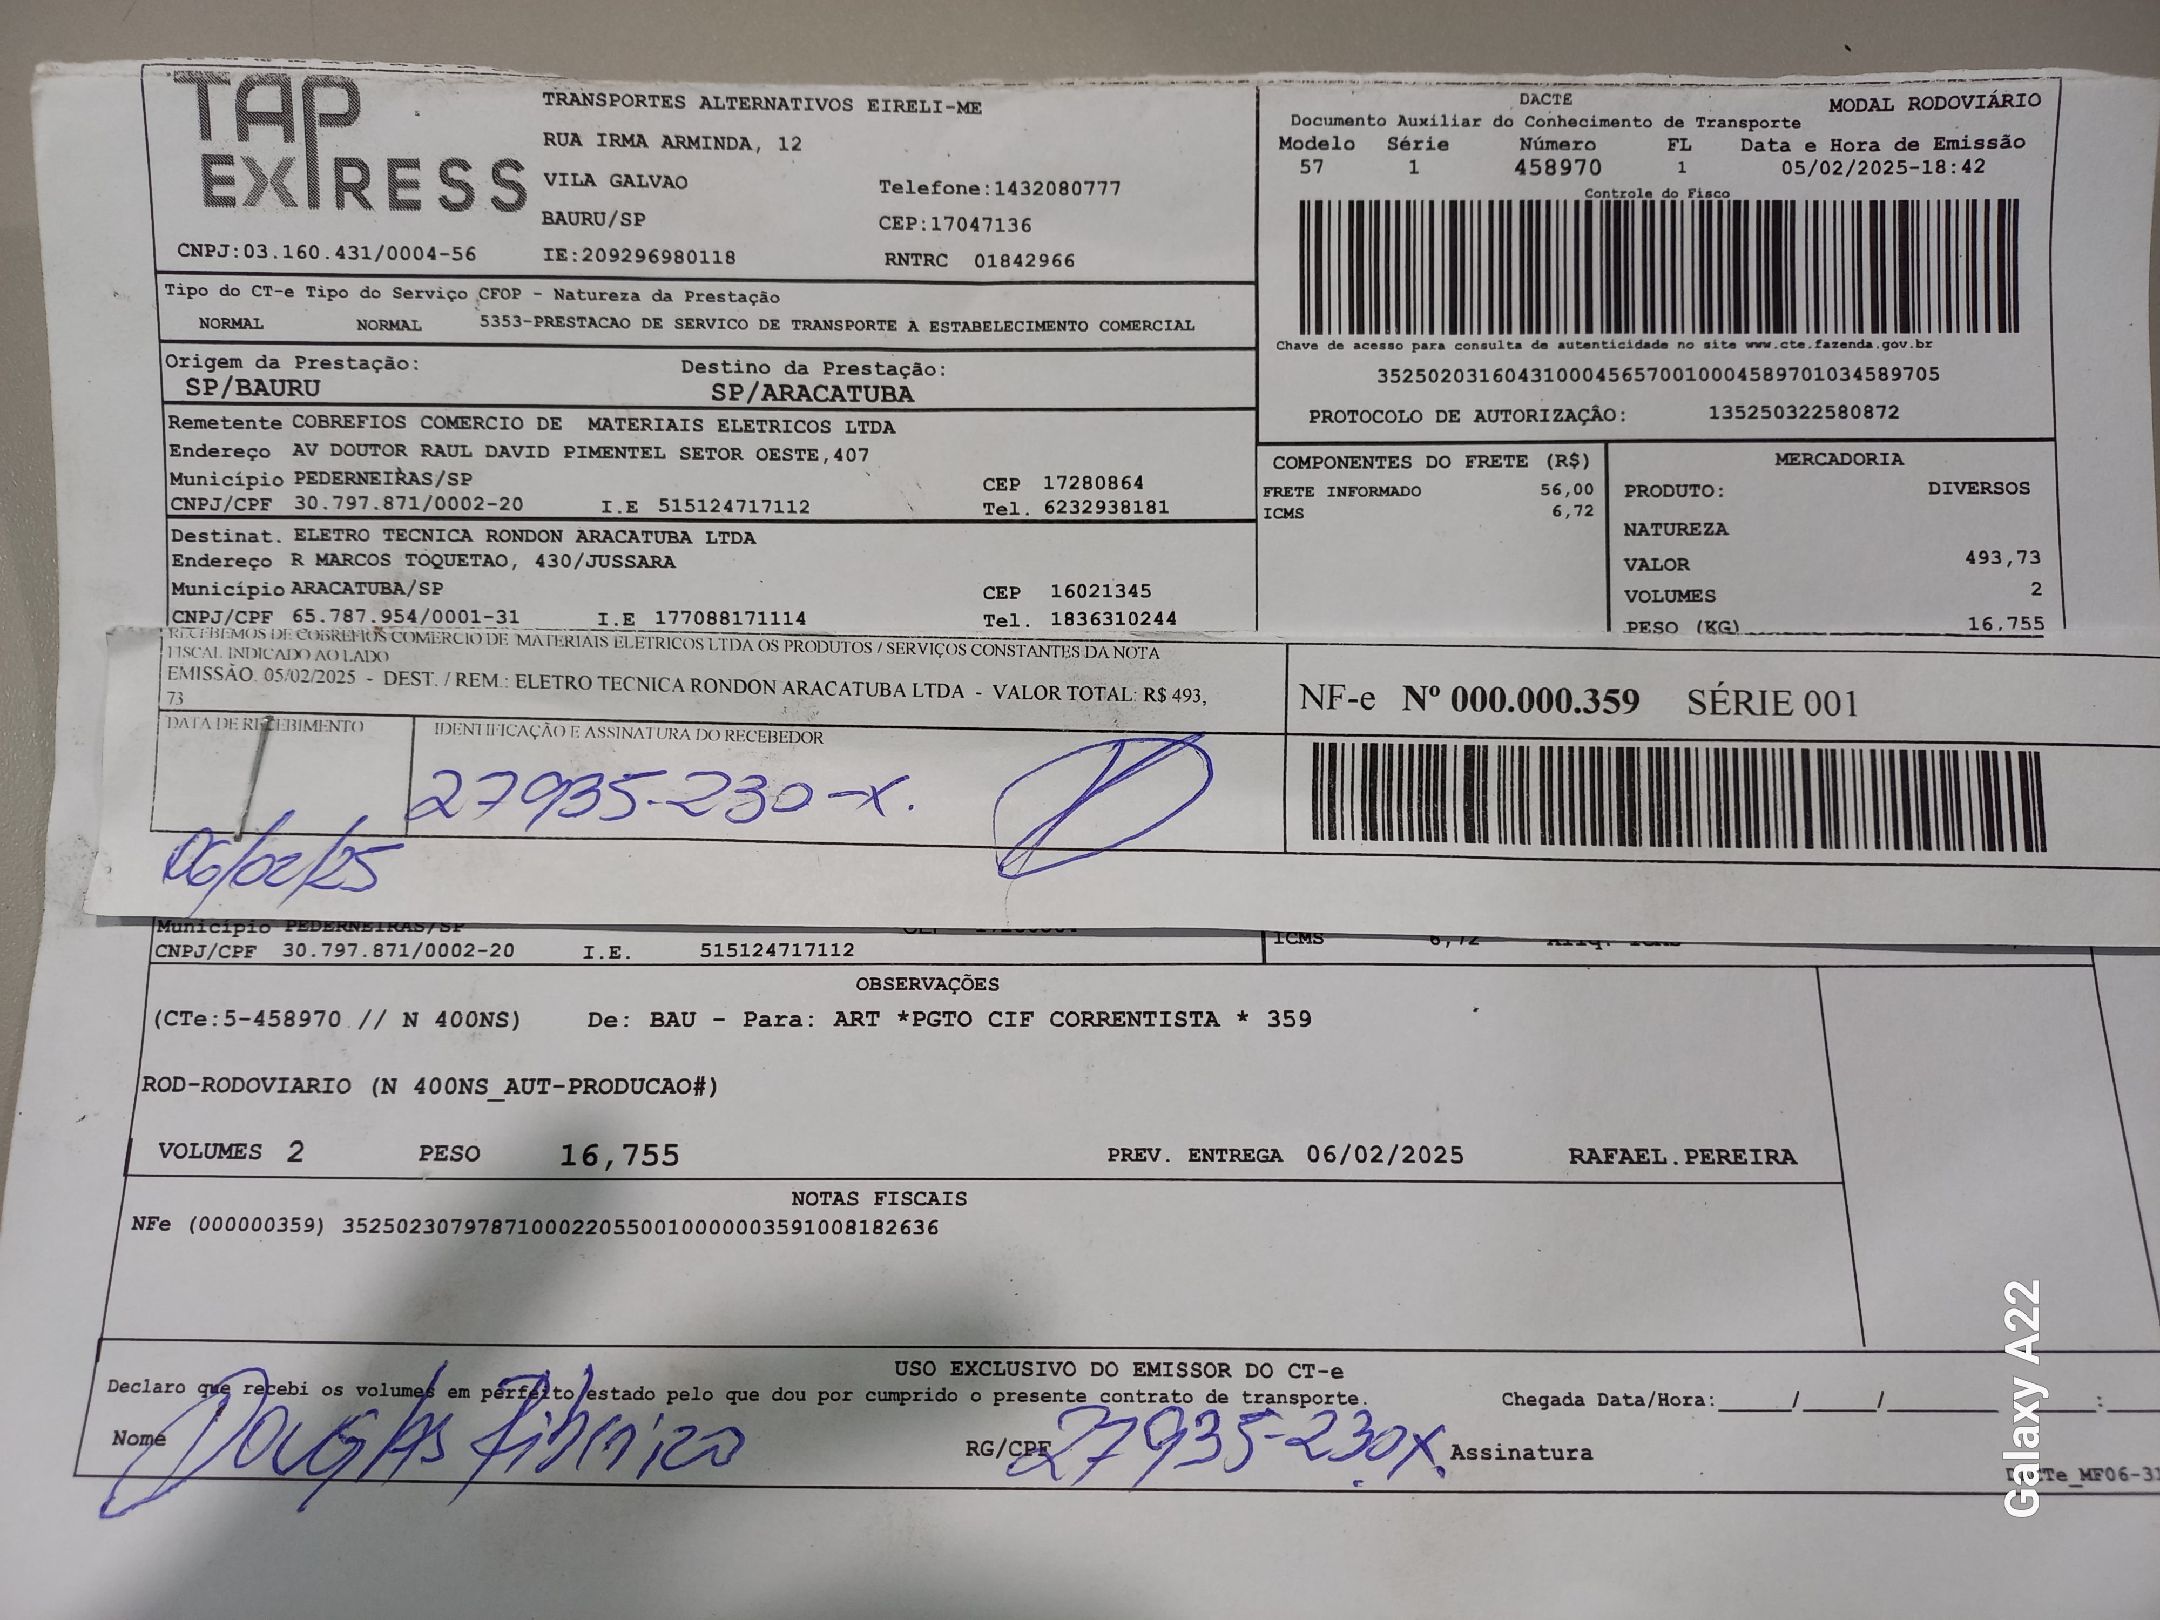 TAP EXPRESS
TRANSPORTES ALTERNATIVOS EIRELI-ME
RUA IRMA ARMINDA, 12
VILA GALVAO Telefone:1432080777
BAURU/SP CEP:17047136
CNPJ:03.160.431/0004-56 IE:209296980118 RNTRC 01842966
DACTE MODAL RODOVIÁRIO
Documento Auxiliar do Conhecimento de Transporte
Modelo Série Número FL Data e Hora de Emissão
57 1 458970 1 05/02/2025-18:42
Controle do Fisco
Chave de acesso para consulta de autenticidade no site www.cte.fazenda.gov.br
35250203160431000456570010004589701034589705
PROTOCOLO DE AUTORIZAÇÃO: 135250322580872
Tipo do CT-e Tipo do Serviço CFOP - Natureza da Prestação
NORMAL NORMAL 5353-PRESTACAO DE SERVICO DE TRANSPORTE A ESTABELECIMENTO COMERCIAL
Origem da Prestação: Destino da Prestação:
SP/BAURU SP/ARACATUBA
Remetente COBREFIOS COMERCIO DE MATERIAIS ELETRICOS LTDA
Endereço AV DOUTOR RAUL DAVID PIMENTEL SETOR OESTE,407
Município PEDERNEIRAS/SP CEP 17280864
CNPJ/CPF 30.797.871/0002-20 I.E 515124717112 Tel. 6232938181
Destinat. ELETRO TECNICA RONDON ARACATUBA LTDA
Endereço R MARCOS TOQUETAO, 430/JUSSARA
Município ARACATUBA/SP CEP 16021345
CNPJ/CPF 65.787.954/0001-31 I.E 177088171114 Tel. 1836310244
COMPONENTES DO FRETE (R$)
FRETE INFORMADO 56,00
ICMS 6,72
MERCADORIA
PRODUTO: DIVERSOS
NATUREZA
VALOR 493,73
VOLUMES 2
PESO (KG) 16,755
RECEBEMOS DE COBREFIOS COMERCIO DE MATERIAIS ELETRICOS LTDA OS PRODUTOS / SERVIÇOS CONSTANTES DA NOTA
FISCAL INDICADO AO LADO
EMISSÃO: 05/02/2025 - DEST. / REM.: ELETRO TECNICA RONDON ARACATUBA LTDA - VALOR TOTAL: R$ 493,
73
NF-e Nº 000.000.359 SÉRIE 001
DATA DE RECEBIMENTO IDENTIFICAÇÃO E ASSINATURA DO RECEBEDOR
27935-230-X.
06/02/25
Município PEDERNEIRAS/SP
CNPJ/CPF 30.797.871/0002-20 I.E. 515124717112
ICMS 6,72
OBSERVAÇÕES
(CTe:5-458970 // N 400NS) De: BAU - Para: ART *PGTO CIF CORRENTISTA * 359
ROD-RODOVIARIO (N 400NS_AUT-PRODUCAO#)
VOLUMES 2 PESO 16,755 PREV. ENTREGA 06/02/2025 RAFAEL.PEREIRA
NOTAS FISCAIS
NFe (000000359) 35250230797871000220550010000003591008182636
USO EXCLUSIVO DO EMISSOR DO CT-e
Declaro que recebi os volumes em perfeito estado pelo que dou por cumprido o presente contrato de transporte. Chegada Data/Hora:_____/_____/_____ :
Nome Douglas Ribeiro RG/CPF 27935-230X. Assinatura
Galaxy A22